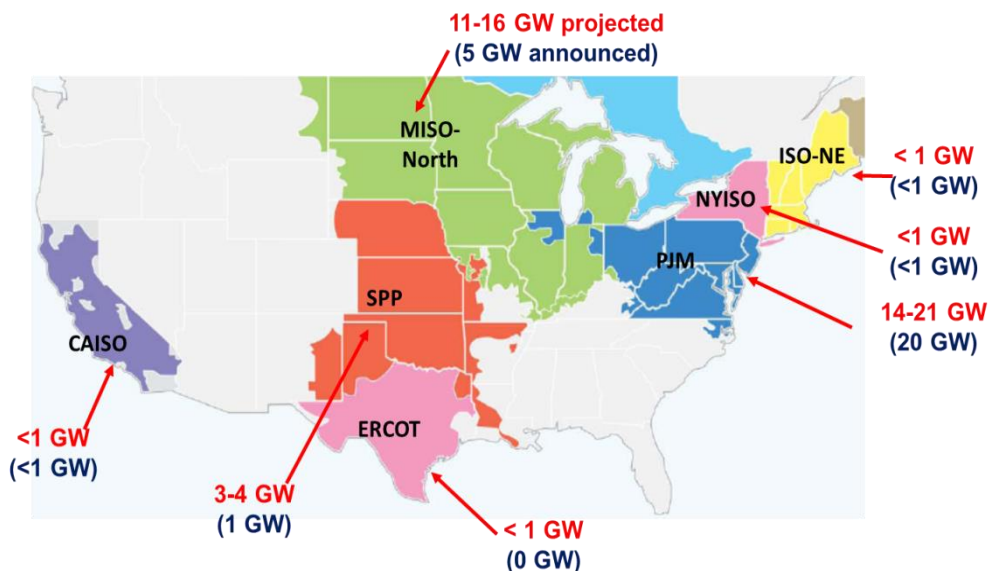 11-16 GW projected
(5 GW announced)
MISO-
North
ISO-NE
< 1 GW
(<1 GW)
NYISO
<1 GW
(<1 GW)
PJM
SPP
14-21 GW
(20 GW)
CAISO
ERCOT
<1 GW
(<1 GW)
3-4 GW
(1 GW)
< 1 GW
(0 GW)